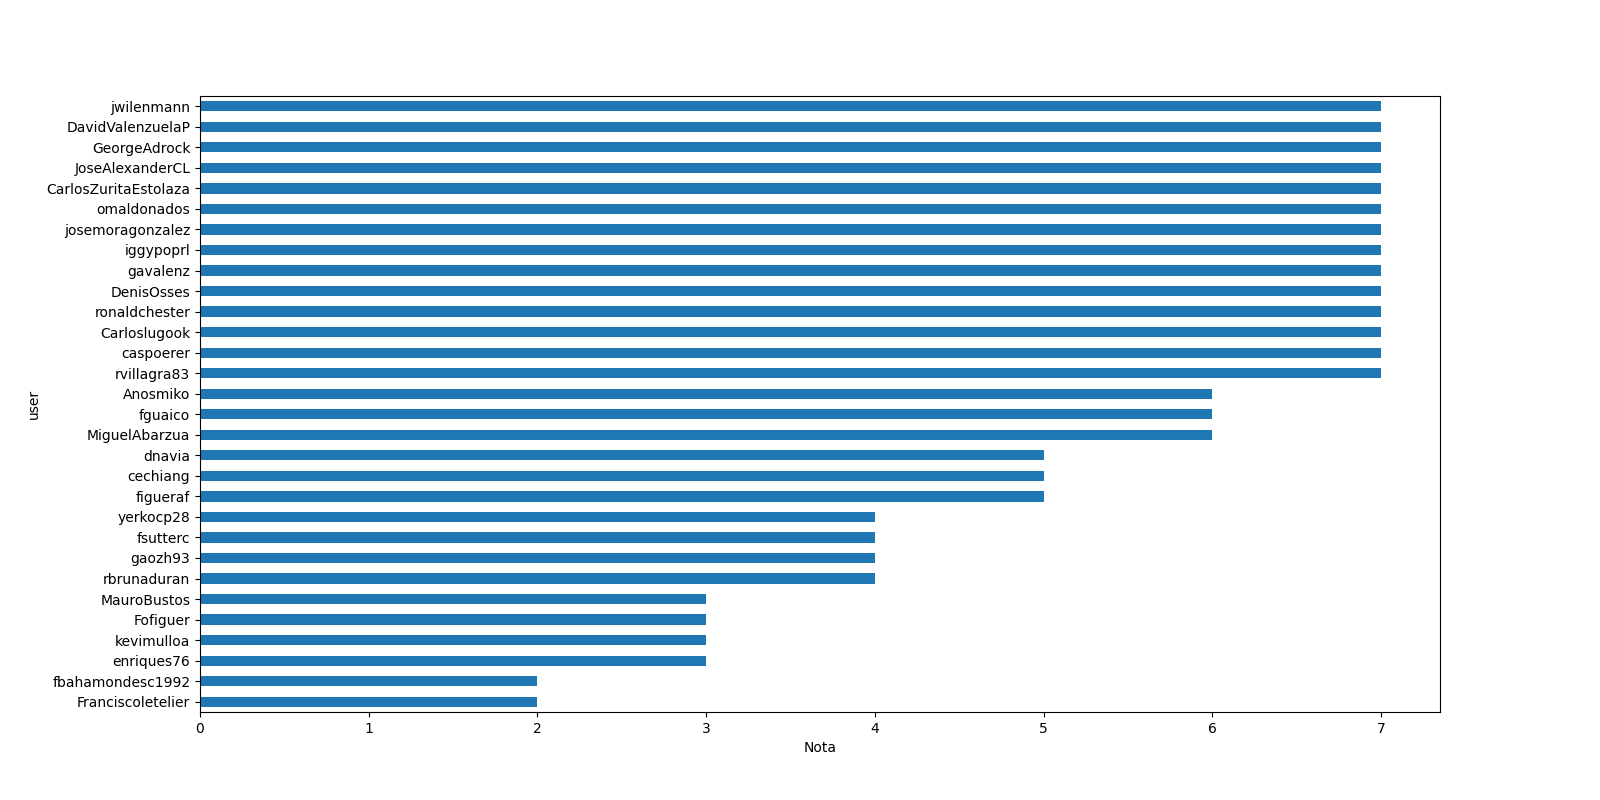 jwilenmann
DavidValenzuelaP
GeorgeAdrock
JoseAlexanderCL
CarlosZuritaEstolaza
omaldonados
josemoragonzalez
iggypoprl
gavalenz
DenisOsses
ronaldchester
Carloslugook
caspoerer
rvillagra83
Anosmiko
fguaico
MiguelAbarzua
dnavia
cechiang
figueraf
yerkocp28
fsutterc
gaozh93
rbrunaduran
MauroBustos
Fofiguer
kevimulloa
enriques76
fbahamondesc1992
Franciscoletelier
user
0 1 2 3 4 5 6 7
Nota